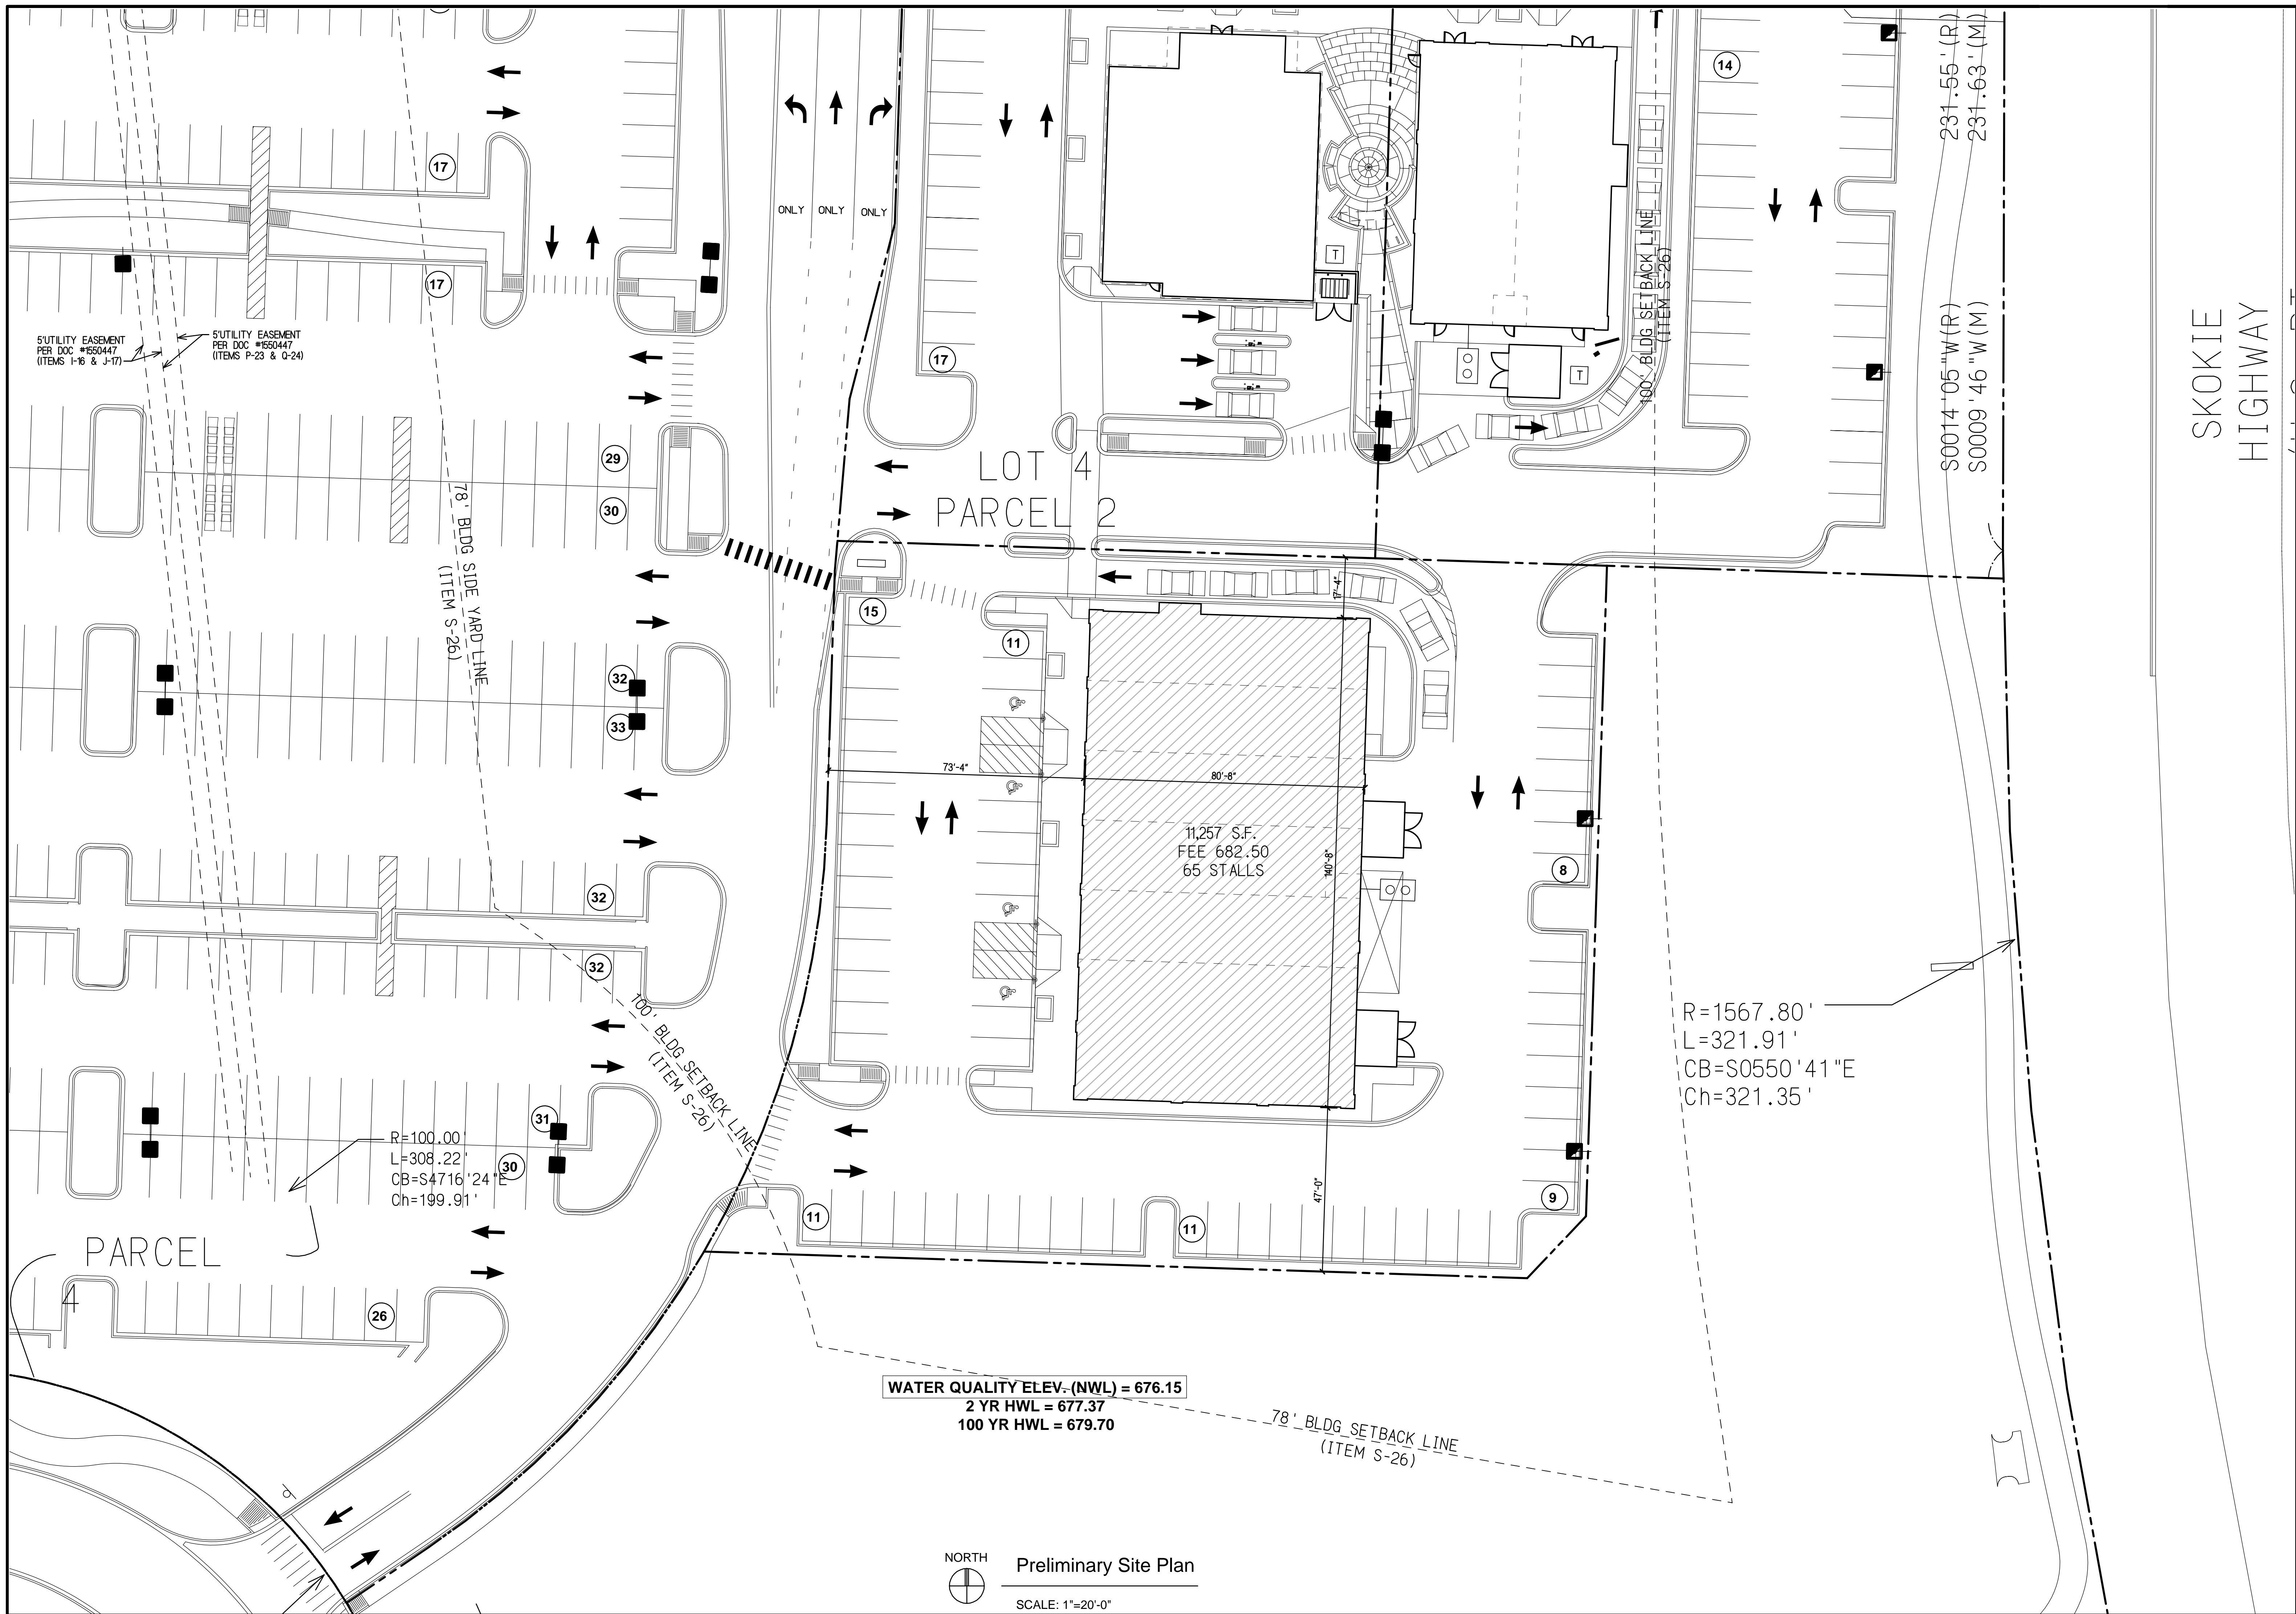 14
231.55'(R)
231.63'(M)
17
ONLY
ONLY
ONLY
T
17
5'UTILITY EASEMENT
PER DOC #1550447
(ITEMS I-16 & J-17)
5'UTILITY EASEMENT
PER DOC #1550447
(ITEMS P-23 & Q-24)
17
T
100' BLDG SETBACK LINE
(ITEM S-26)
S0014'05"W(R)
S0009'46"W(M)
SKOKIE
HIGHWAY
29
30
LOT 4
PARCEL 2
78' BLDG SIDE YARD LINE
(ITEM S-26)
15
11
17'-4"
32
33
73'-4"
80'-8"
11,257 S.F.
FEE 682.50
65 STALLS
140'-8"
8
32
32
100' BLDG SETBACK LINE
(ITEM S-26)
R=1567.80'
L=321.91'
CB=S0550'41"E
Ch=321.35'
31
30
R=100.00'
L=308.22'
CB=S4716'24"E
Ch=199.91'
11
11
47'-0"
9
PARCEL
4
26
WATER QUALITY ELEV. (NWL) = 676.15
2 YR HWL = 677.37
100 YR HWL = 679.70
78' BLDG SETBACK LINE
(ITEM S-26)
NORTH
Preliminary Site Plan
SCALE: 1"=20'-0"